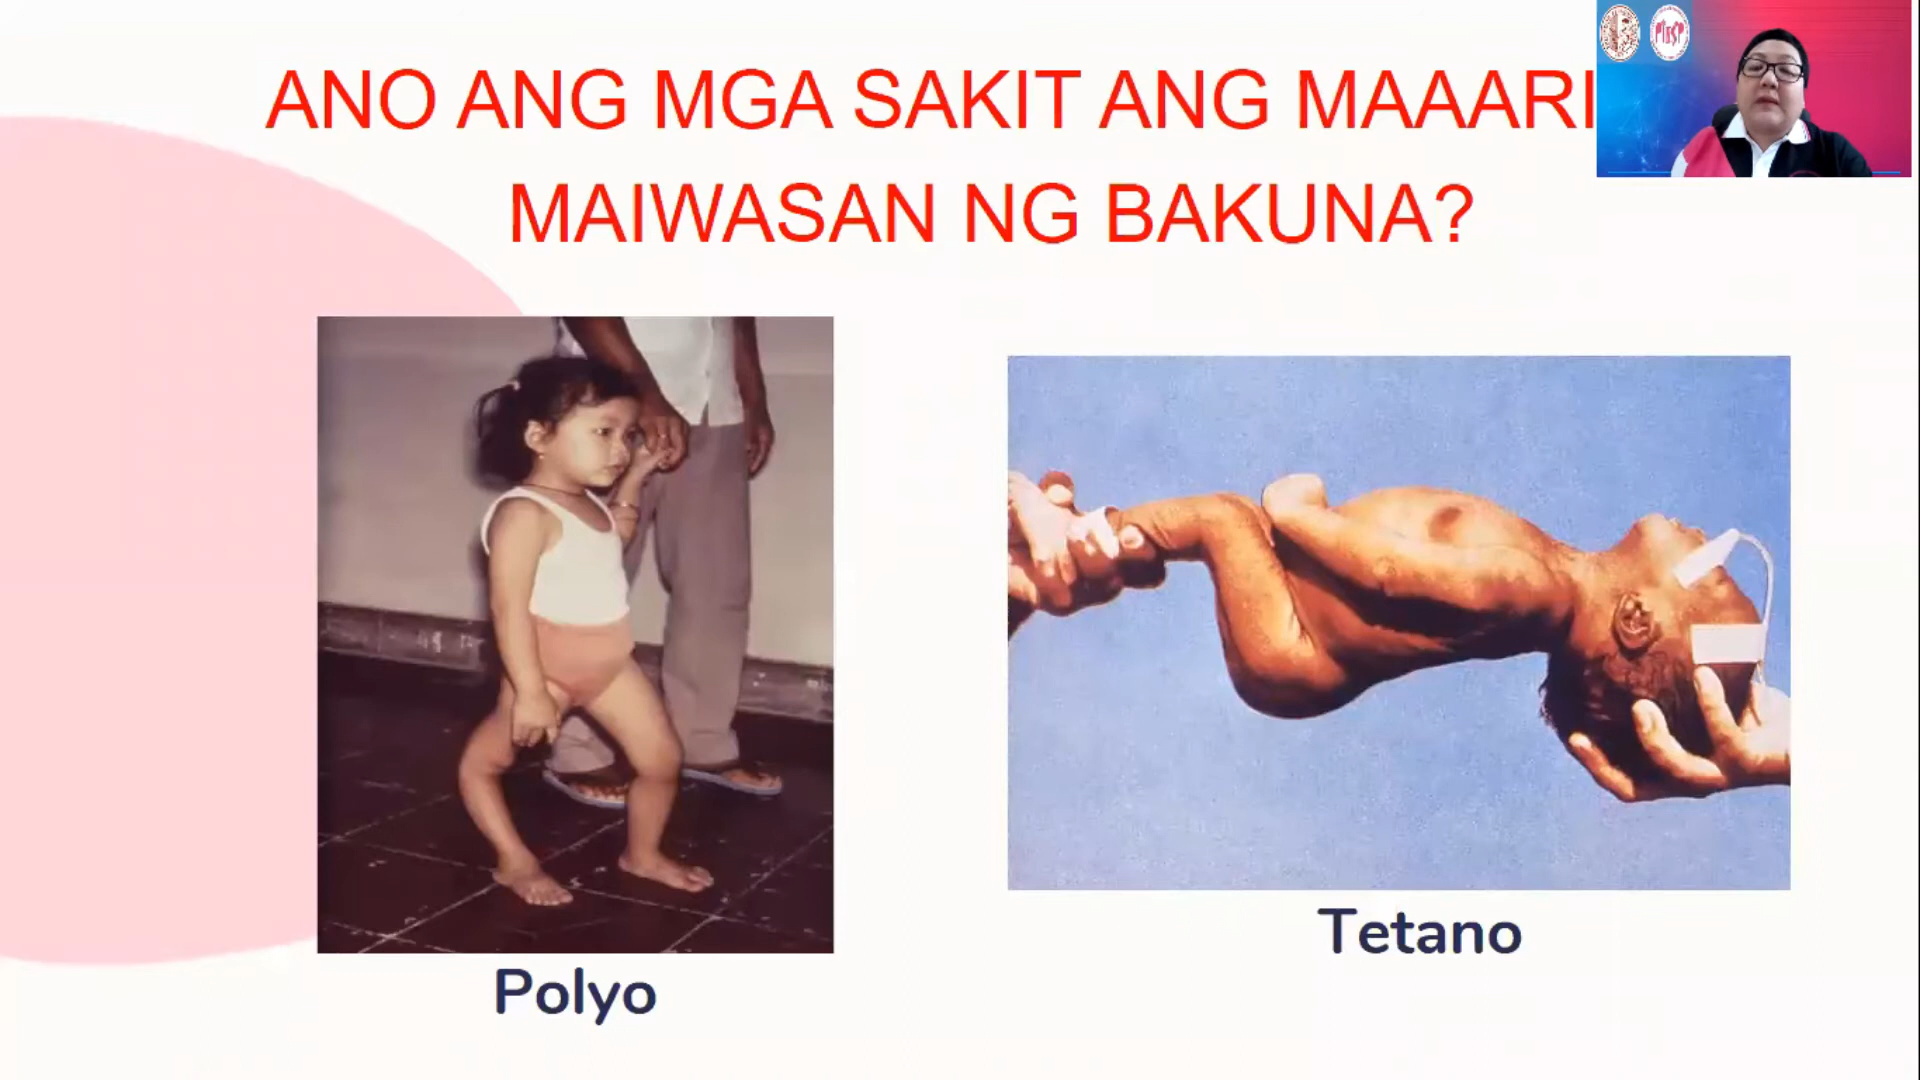 ANO ANG MGA SAKIT ANG MAAARI
MAIWASAN NG BAKUNA?
Polyo
Tetano